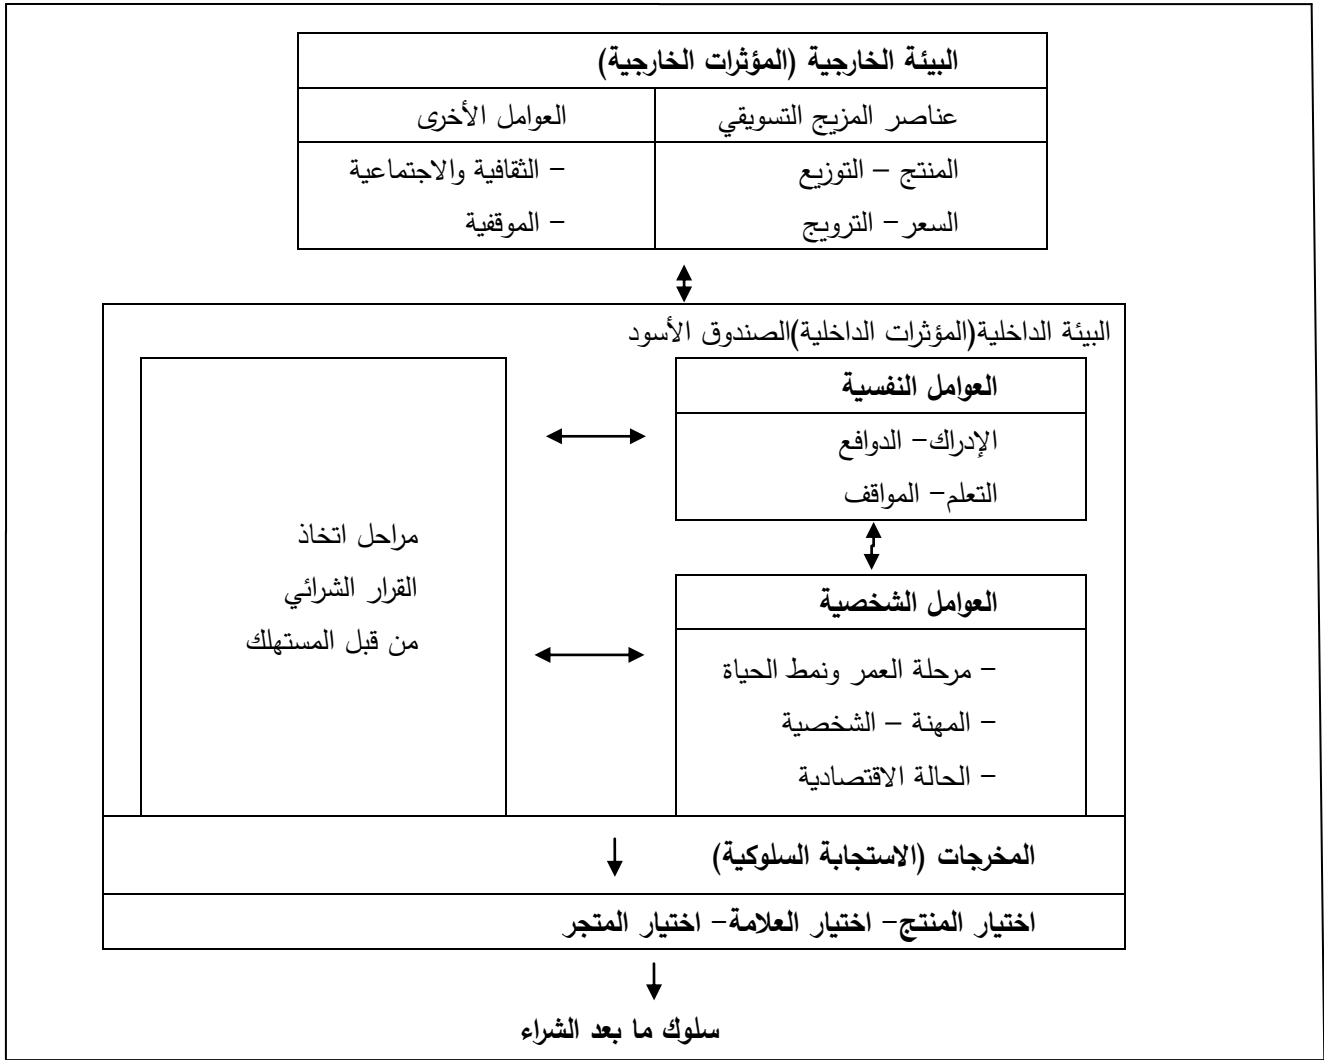 البيئة الخارجية (المؤثرات الخارجية)
عناصر المزيج التسويقي
العوامل الأخرى
المنتج – التوزيع
السعر– الترويج
– الثقافية والاجتماعية
– الموقفية
البيئة الداخلية(المؤثرات الداخلية)الصندوق الأسود
العوامل النفسية
الإدراك– الدوافع
التعلم– المواقف
العوامل الشخصية
– مرحلة العمر ونمط الحياة
– المهنة – الشخصية
– الحالة الاقتصادية
مراحل اتخاذ
القرار الشرائي
من قبل المستهلك
المخرجات (الاستجابة السلوكية)
اختيار المنتج– اختيار العلامة– اختيار المتجر
سلوك ما بعد الشراء